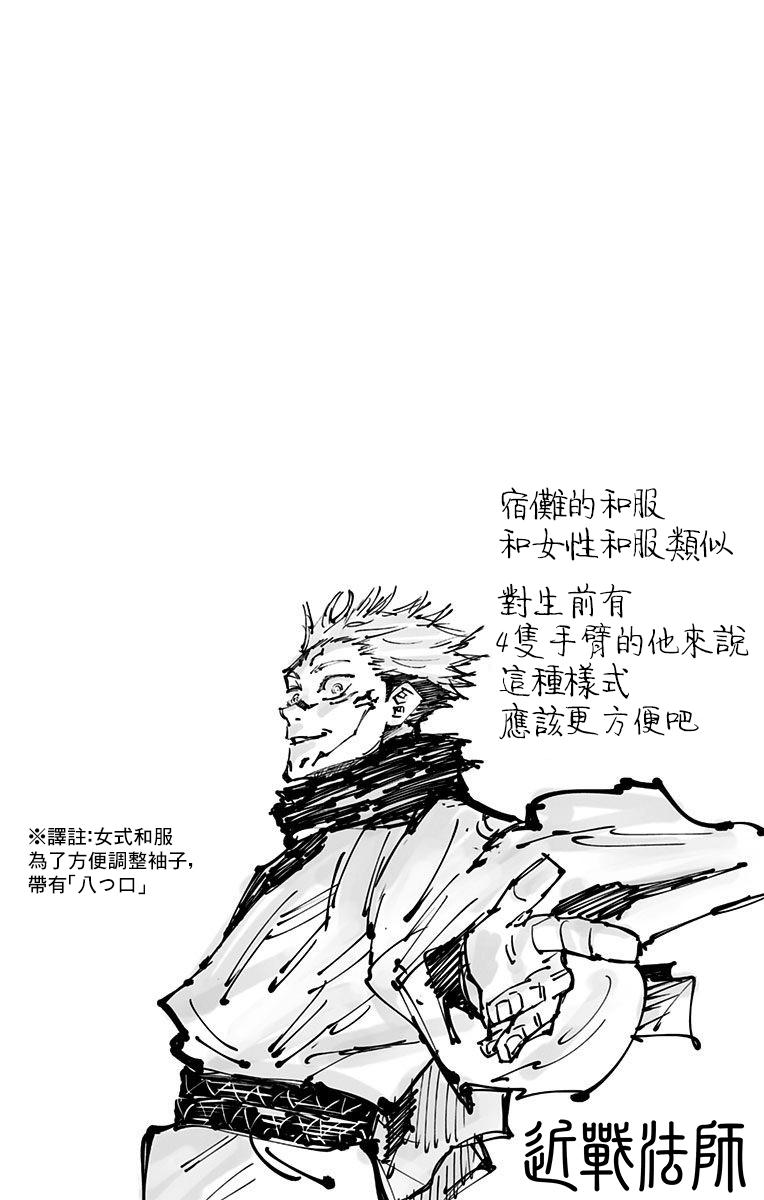 宿儺的和服
和女性和服類似
對生前有
4隻手臂的他來說
這種樣式
應該更方便吧
※譯註:女式和服
為了方便調整袖子,
帶有「八つ口」
近戰法師